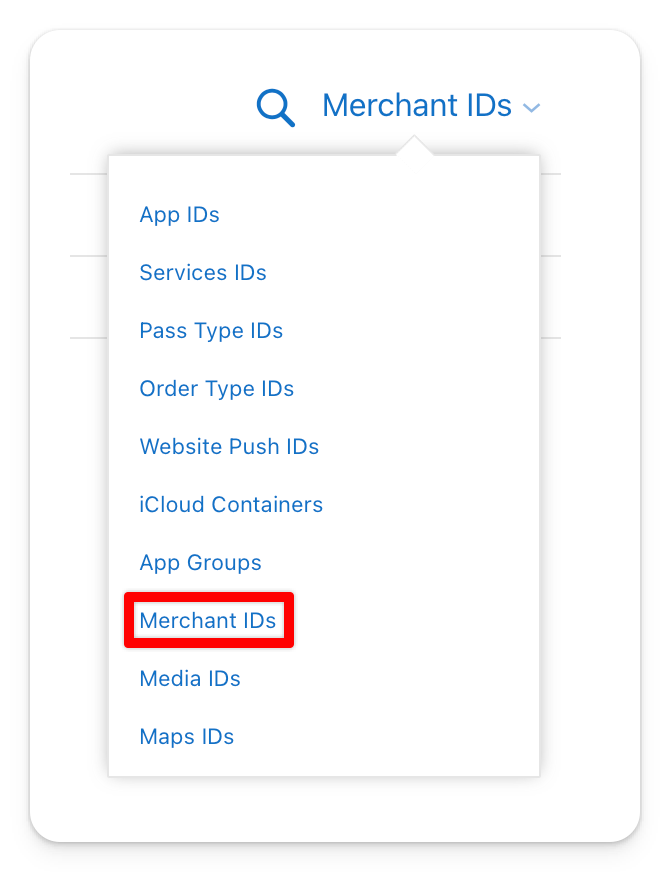 Merchant IDs
App IDs
Services IDs
Pass Type IDs
Order Type IDs
Website Push IDs
iCloud Containers
App Groups
Merchant IDs
Media IDs
Maps IDs